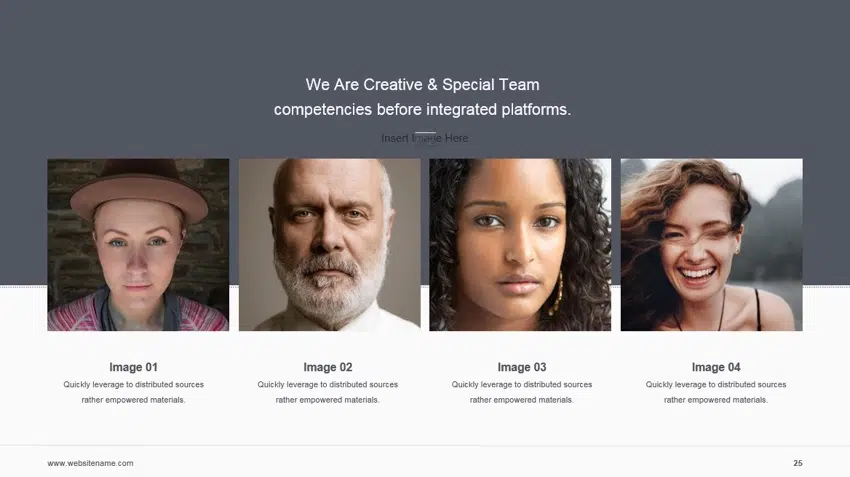 We Are Creative & Special Team
competencies before integrated platforms.
Insert Image Here
Image 01
Quickly leverage to distributed sources
rather empowered materials.
Image 02
Quickly leverage to distributed sources
rather empowered materials.
Image 03
Quickly leverage to distributed sources
rather empowered materials.
Image 04
Quickly leverage to distributed sources
rather empowered materials.
www.websitename.com
25